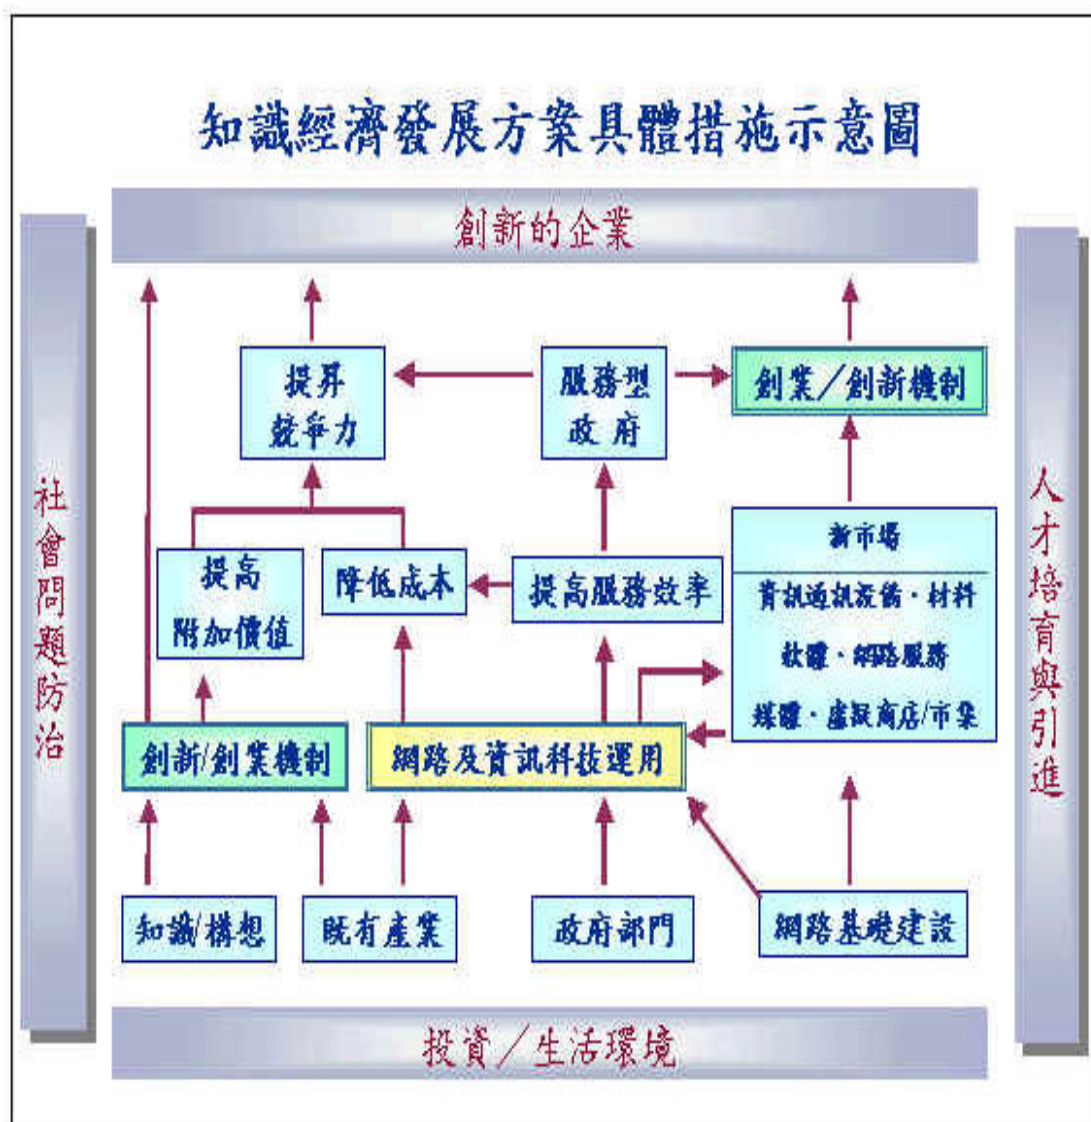 知識經濟發展方案具體措施示意圖
創新的企業
社會問題防治
人才培育與引進
提昇
競爭力
服務型
政府
創業／創新機制
提高
附加價值
降低成本
提高服務效率
新市場
資訊通訊設備・材料
軟體・網路服務
媒體・虛擬商店/市集
創新/創業機制
網路及資訊科技運用
知識/構想
既有產業
政府部門
網路基礎建設
投資／生活環境